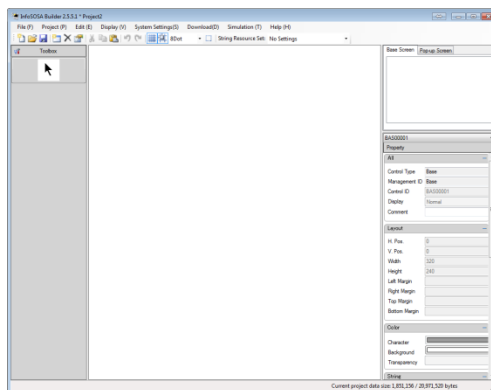 InfoSOSA Builder 2.5.5.1 * Project2
File (F) Project (P) Edit (E) Display (V) System Settings(S) Download(D) Simulation (T) Help (H)
8Dot String Resource Set: No Settings
Toolbox
Base Screen Pop-up Screen
BAS00001
Property
All
Control Type Base
Management ID Base
Control ID BAS00001
Display Normal
Comment
Layout
H. Pos. 0
V. Pos. 0
Width 320
Height 240
Left Margin
Right Margin
Top Margin
Bottom Margin
Color
Character
Background
Transparency
String
Current project data size: 1,851,156 / 20,971,520 bytes